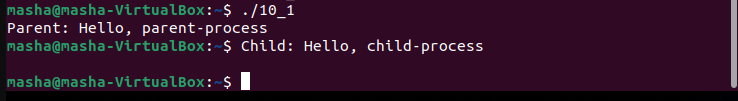 masha@masha-VirtualBox:~$ ./10_1
Parent: Hello, parent-process
masha@masha-VirtualBox:~$ Child: Hello, child-process
masha@masha-VirtualBox:~$